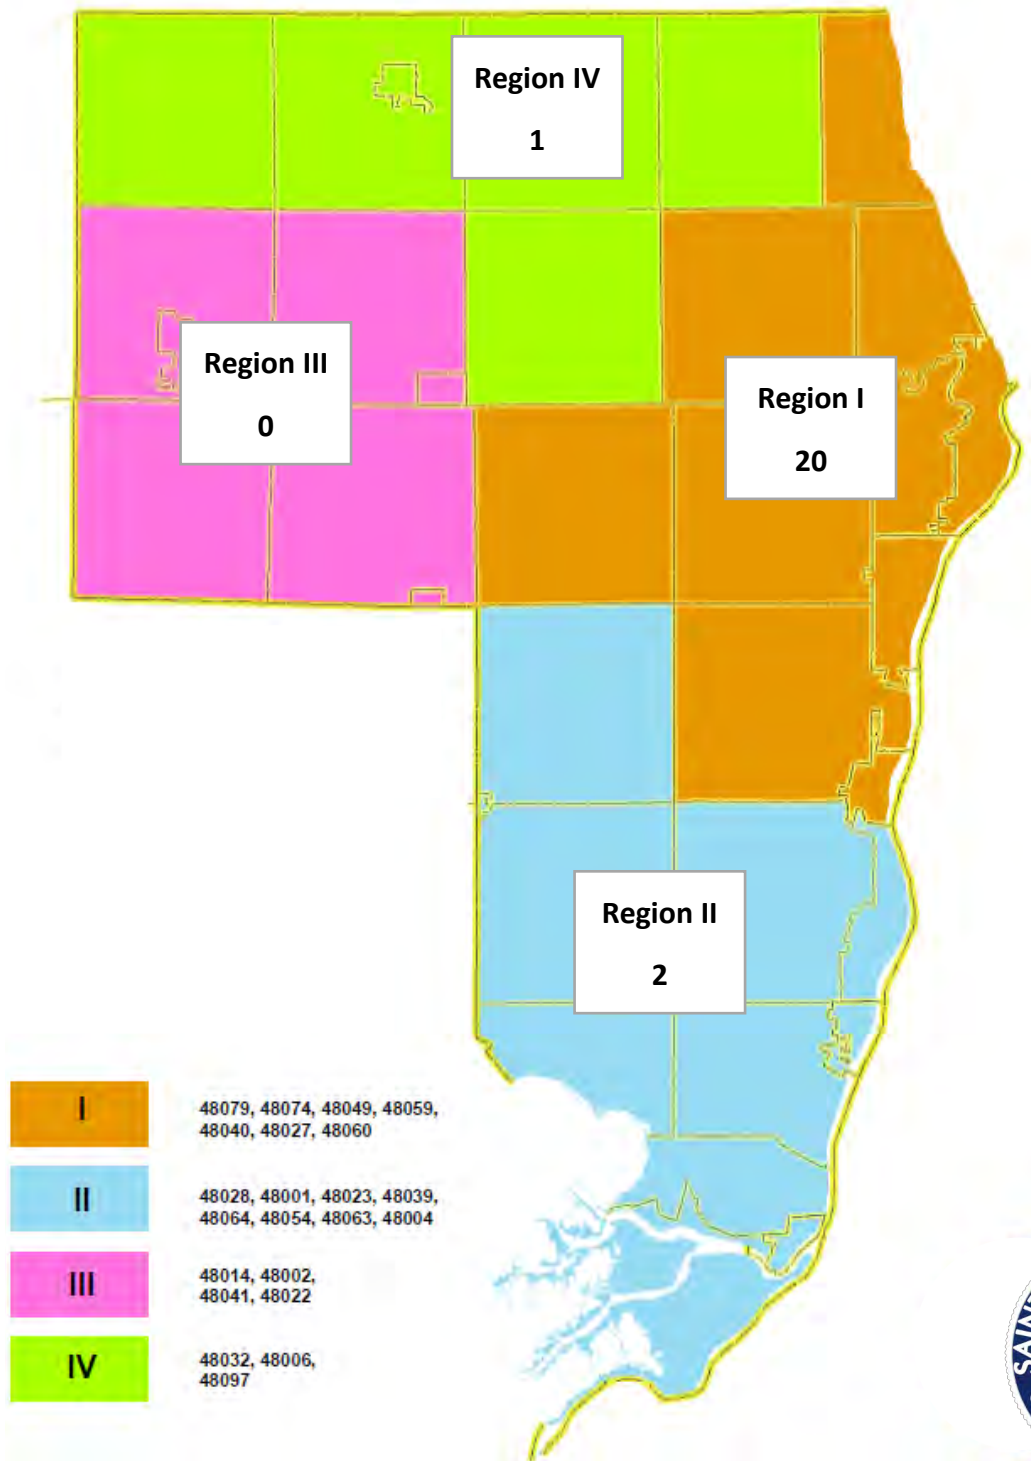 Region IV
1
Region III
0
Region I
20
Region II
2
I
48079, 48074, 48049, 48059,
48040, 48027, 48060
II
48028, 48001, 48023, 48039,
48064, 48054, 48063, 48004
III
48014, 48002,
48041, 48022
IV
48032, 48006,
48097